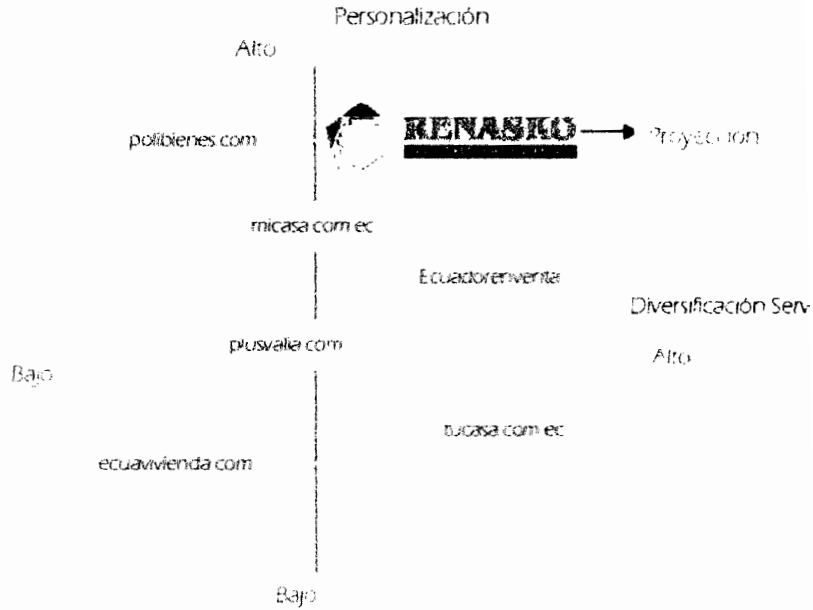 Personalización
Alto
polibienes.com
RENASKO
Proyección
micasa.com.ec
Ecuadorenventa
Diversificación Serv
plusvalia.com
Alto
Bajo
tucasa.com.ec
ecuavivienda.com
Bajo